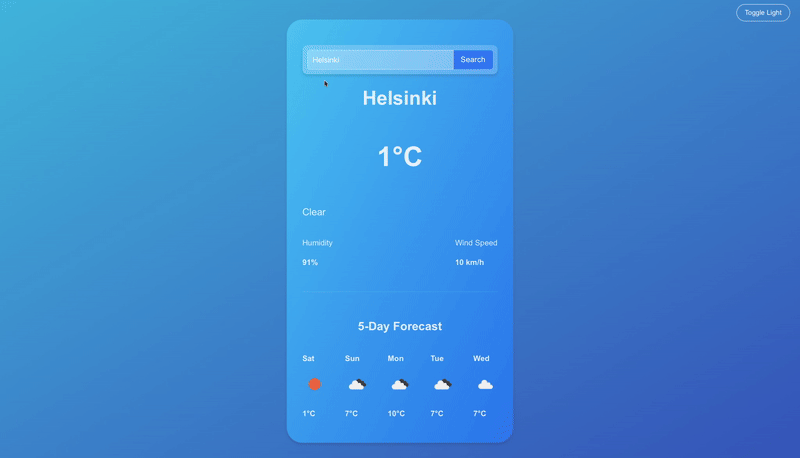 Toggle Light
Helsinki Search
Helsinki
1°C
Clear
Humidity Wind Speed
91% 10 km/h
5-Day Forecast
Sat Sun Mon Tue Wed
1°C 7°C 10°C 7°C 7°C